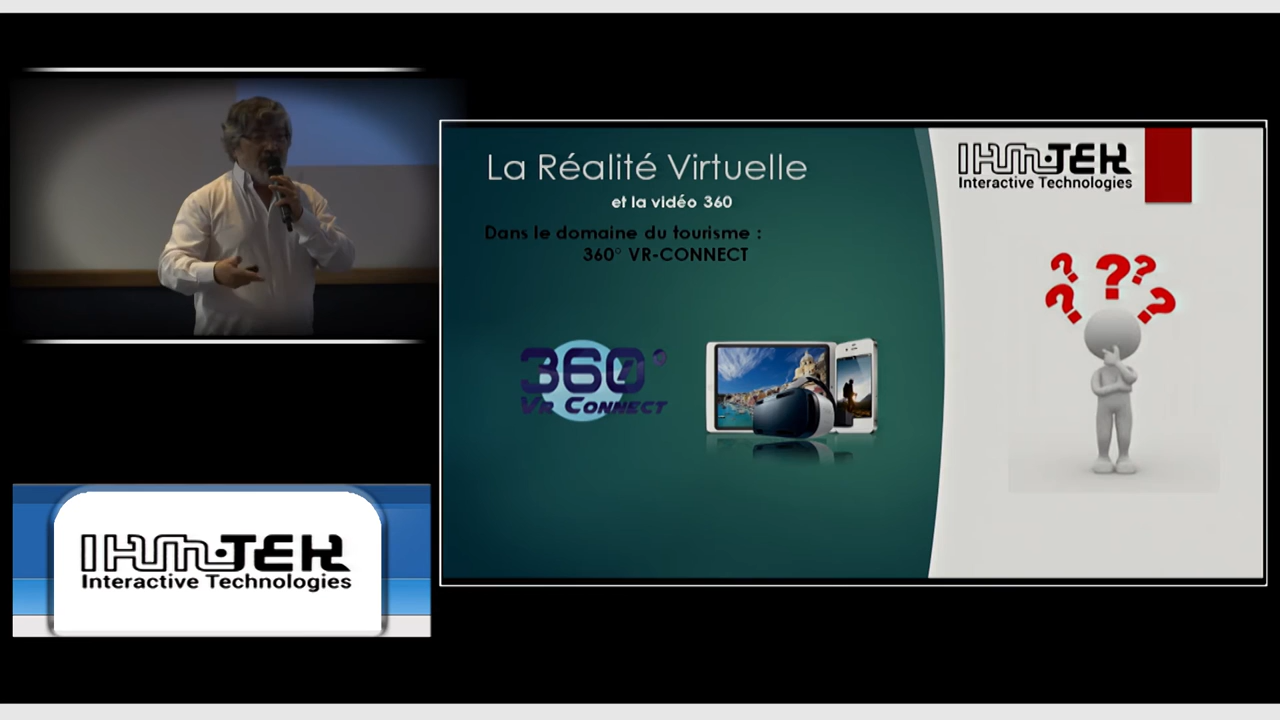 La Réalité Virtuelle
et la vidéo 360
Dans le domaine du tourisme :
360° VR-CONNECT
360°
VR CONNECT
IHM-TEK
Interactive Technologies
? ? ? ? ?
IHM-TEK
Interactive Technologies